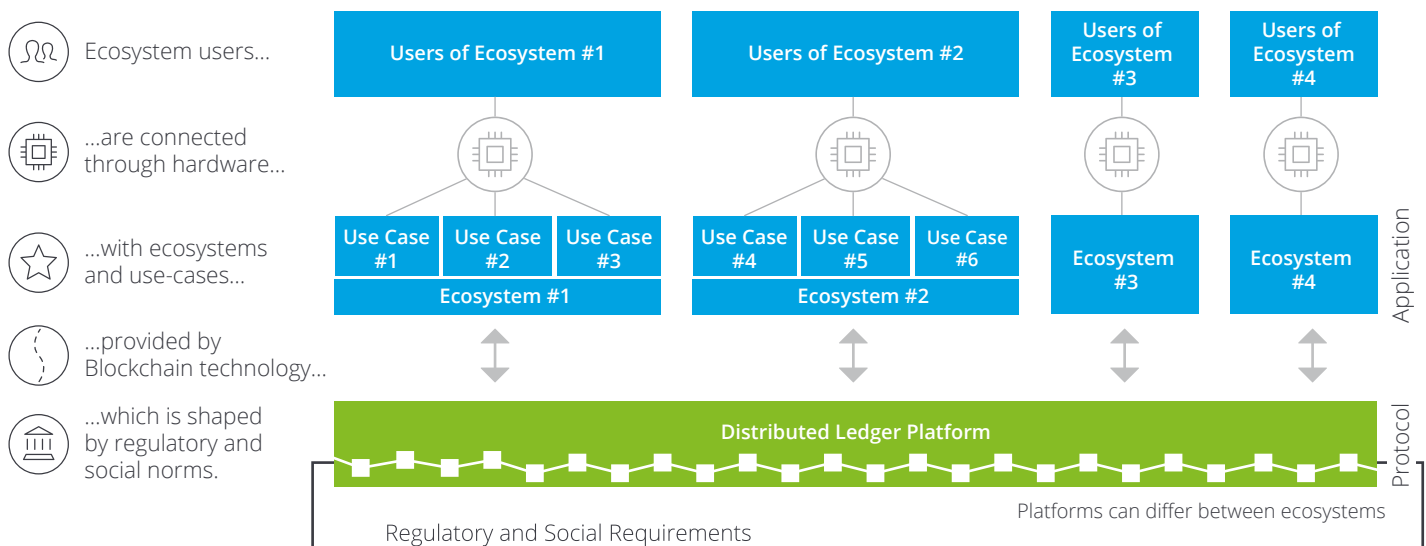 Ecosystem users...
Users of Ecosystem #1
Users of Ecosystem #2
Users of
Ecosystem
#3
Users of
Ecosystem
#4
...are connected
through hardware...
...with ecosystems
and use-cases...
Use Case
#1
Use Case
#2
Use Case
#3
Ecosystem #1
Use Case
#4
Use Case
#5
Use Case
#6
Ecosystem #2
Ecosystem
#3
Ecosystem
#4
Application
...provided by
Blockchain technology...
...which is shaped
by regulatory and
social norms.
Distributed Ledger Platform
Protocol
Platforms can differ between ecosystems
Regulatory and Social Requirements